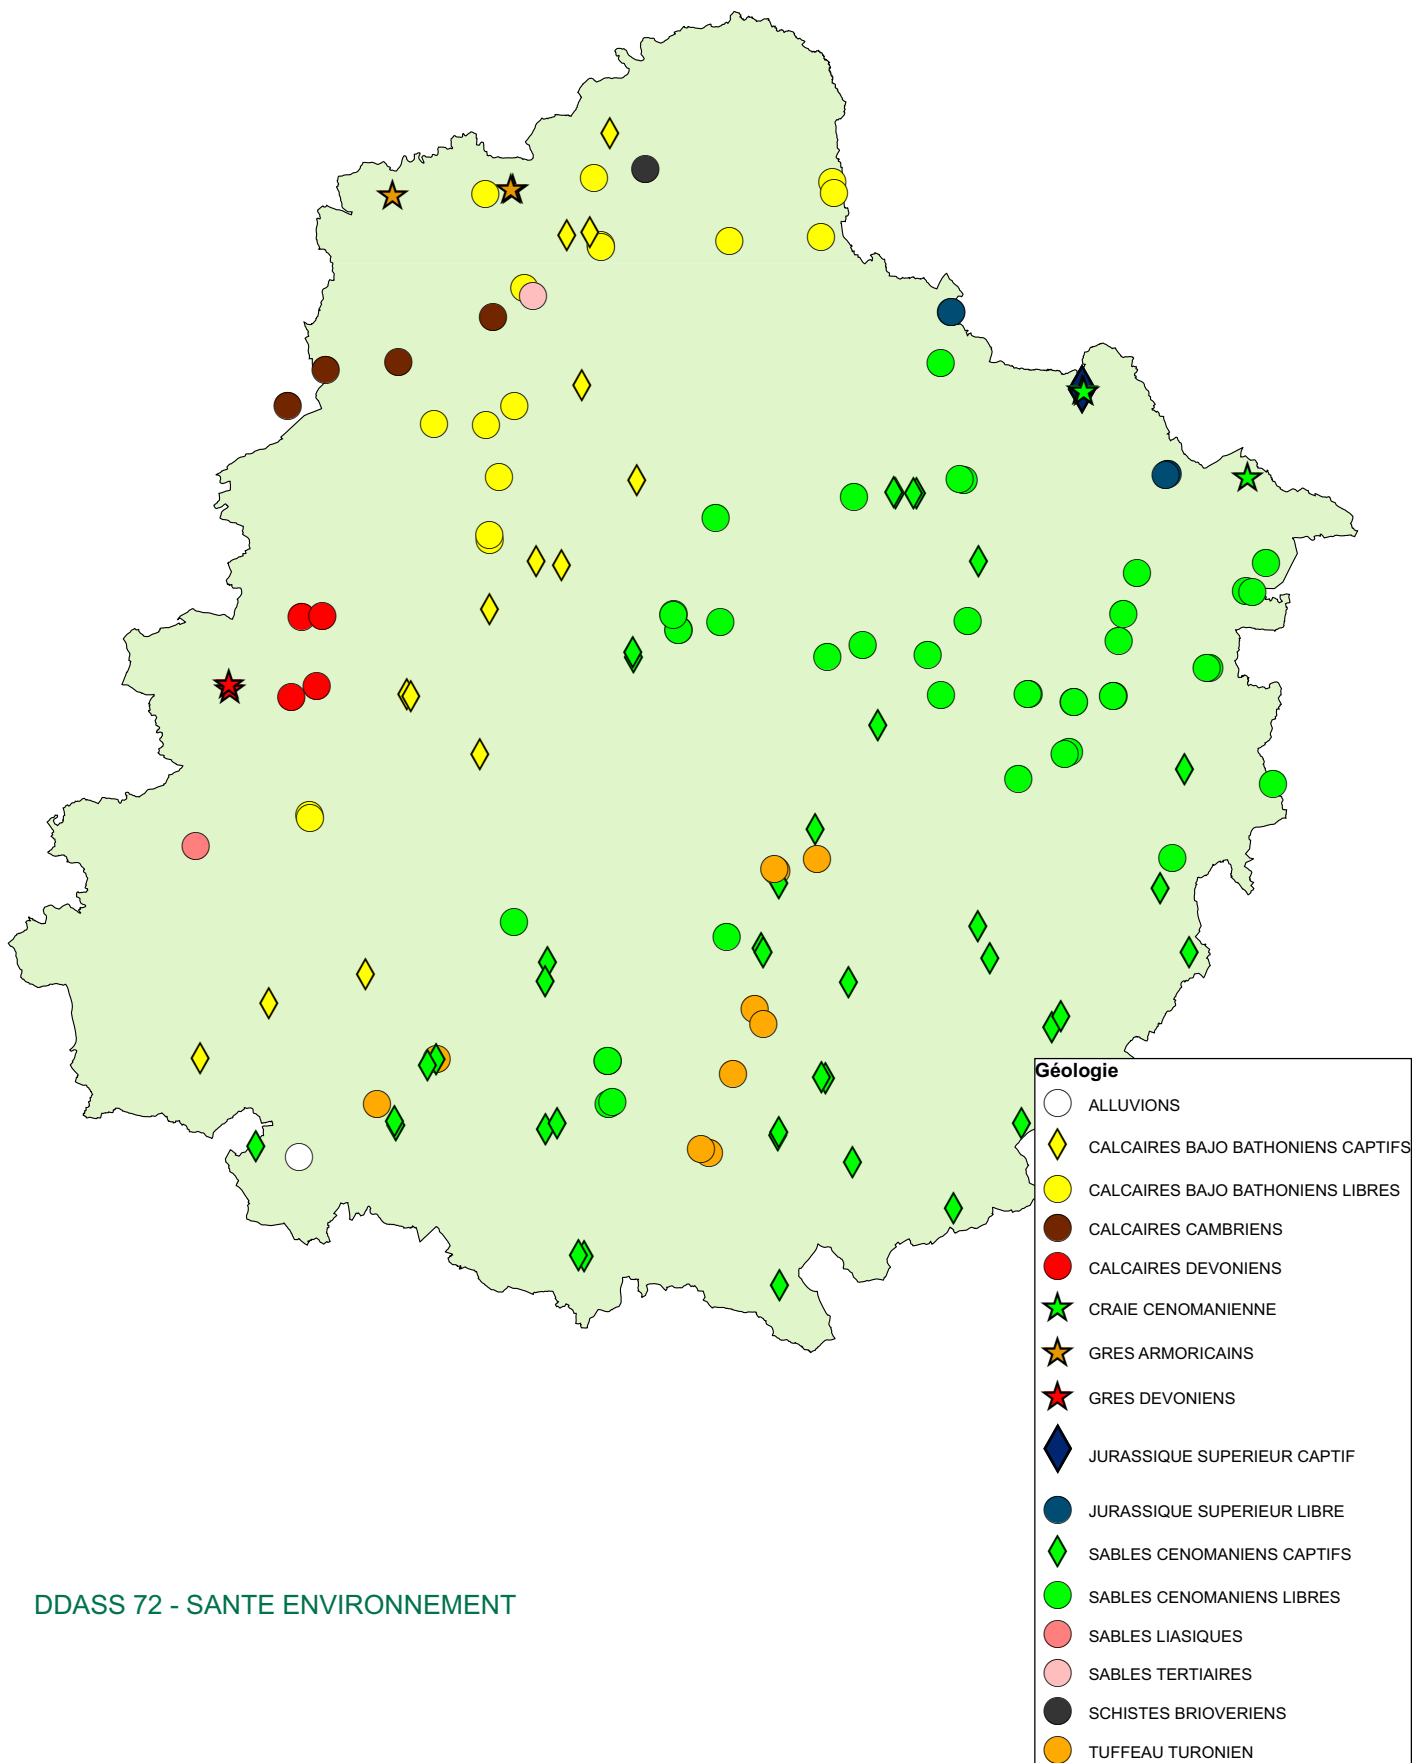 Géologie
ALLUVIONS
CALCAIRES BAJO BATHONIENS CAPTIFS
CALCAIRES BAJO BATHONIENS LIBRES
CALCAIRES CAMBRIENS
CALCAIRES DEVONIENS
CRAIE CENOMANIENNE
GRES ARMORICAINS
GRES DEVONIENS
JURASSIQUE SUPERIEUR CAPTIF
JURASSIQUE SUPERIEUR LIBRE
SABLES CENOMANIENS CAPTIFS
SABLES CENOMANIENS LIBRES
SABLES LIASIQUES
SABLES TERTIAIRES
SCHISTES BRIOVERIENS
TUFFEAU TURONIEN
DDASS 72 - SANTE ENVIRONNEMENT